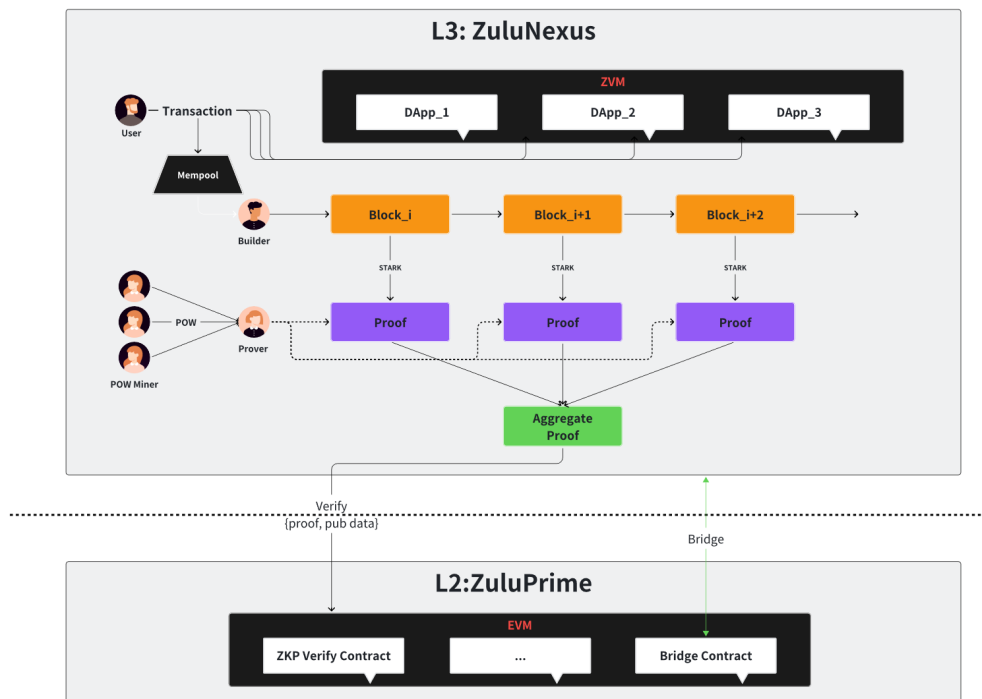 L3: ZuluNexus
ZVM
DApp_1
DApp_2
DApp_3
Transaction
User
Mempool
Builder
Block_i
Block_i+1
Block_i+2
STARK
STARK
STARK
POW
Prover
Proof
Proof
Proof
POW Miner
Aggregate
Proof
Verify
{proof, pub data}
Bridge
L2:ZuluPrime
EVM
ZKP Verify Contract
...
Bridge Contract